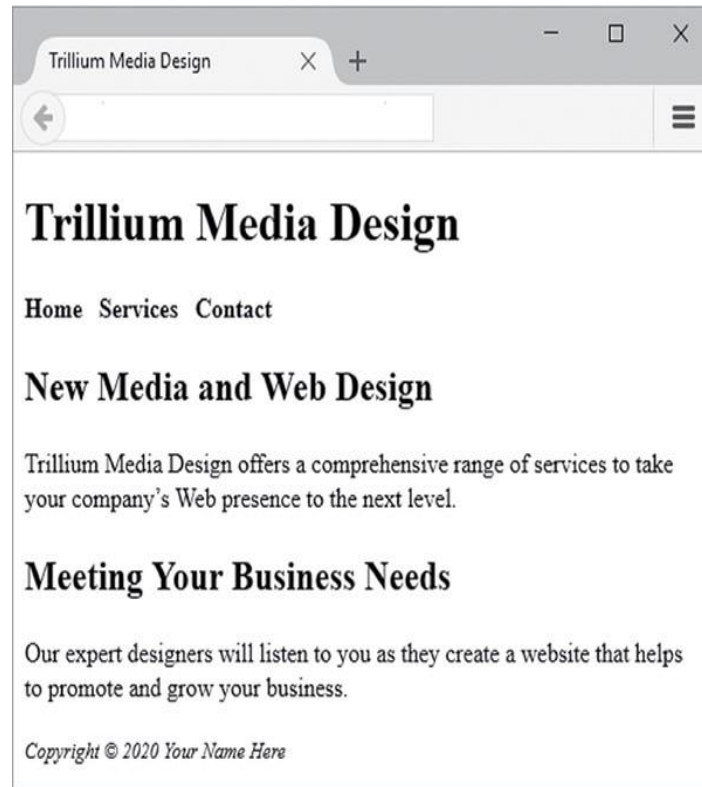 Trillium Media Design
Trillium Media Design
Home Services Contact
New Media and Web Design
Trillium Media Design offers a comprehensive range of services to take
your company’s Web presence to the next level.
Meeting Your Business Needs
Our expert designers will listen to you as they create a website that helps
to promote and grow your business.
Copyright © 2020 Your Name Here